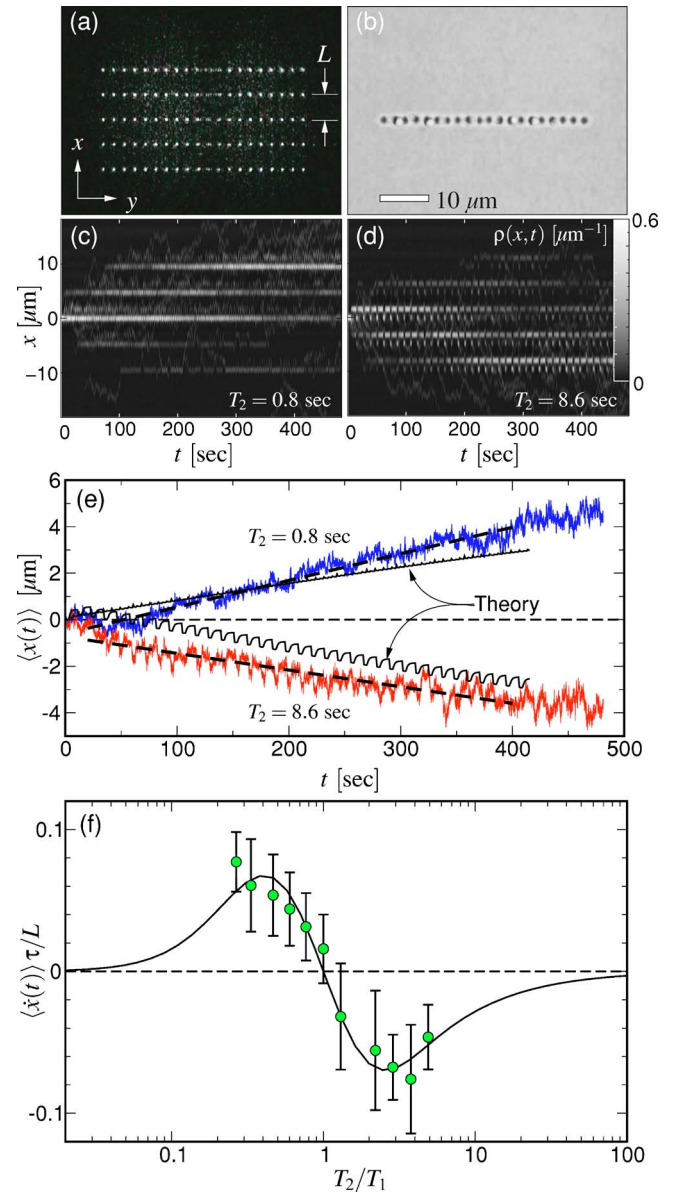 (a)
L
x
y
(b)
10 μm
(c)
10
0
−10
x [μm]
T₂ = 0.8 sec
0 100 200 300 400
t [sec]
(d)
ρ(x,t) [μm⁻¹]
0.6
0
T₂ = 8.6 sec
0 100 200 300 400
t [sec]
(e)
6
4
2
0
-2
-4
⟨x(t)⟩ [μm]
T₂ = 0.8 sec
Theory
T₂ = 8.6 sec
0 100 200 300 400 500
t [sec]
(f)
0.1
0
-0.1
⟨ẋ(t)⟩ τ/L
0.1 1 10 100
T₂/T₁